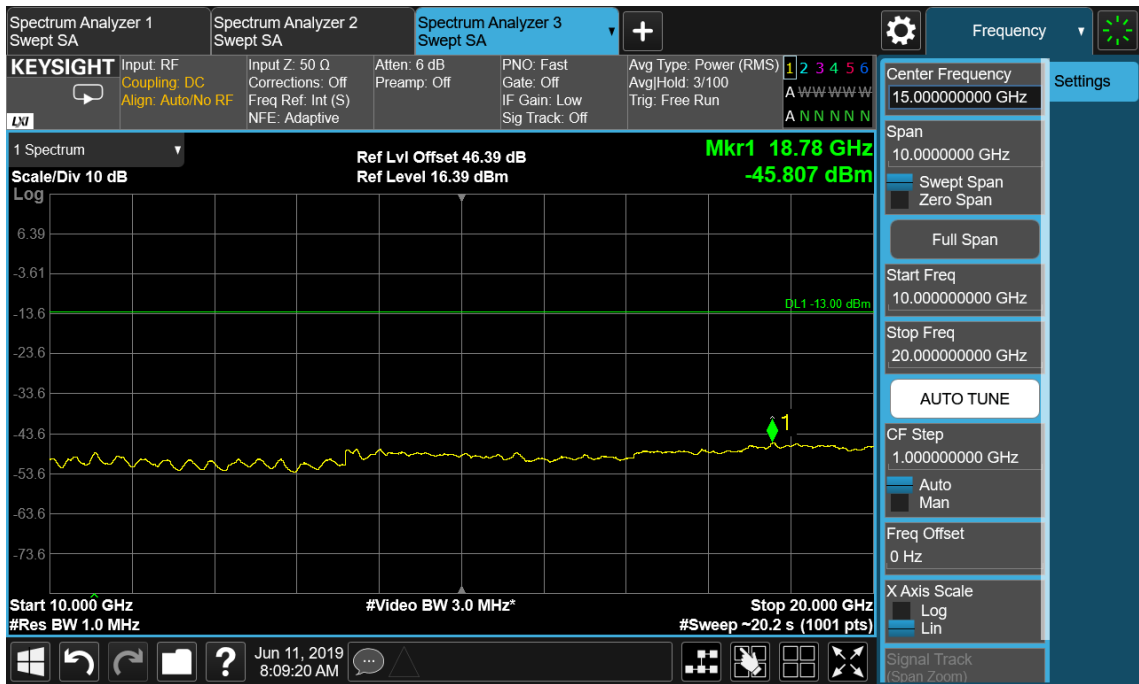 Spectrum Analyzer 1
Swept SA
Spectrum Analyzer 2
Swept SA
Spectrum Analyzer 3
Swept SA
Frequency
KEYSIGHT
LXI
Input: RF
Coupling: DC
Align: Auto/No RF
Input Z: 50 Ω
Corrections: Off
Freq Ref: Int (S)
NFE: Adaptive
Atten: 6 dB
Preamp: Off
PNO: Fast
Gate: Off
IF Gain: Low
Sig Track: Off
Avg Type: Power (RMS)
Avg|Hold: 3/100
Trig: Free Run
1 2 3 4 5 6
A W W W W W
A N N N N N
1 Spectrum
Scale/Div 10 dB
Ref Lvl Offset 46.39 dB
Ref Level 16.39 dBm
Mkr1 18.78 GHz
-45.807 dBm
Log
6.39
-3.61
DL1 -13.00 dBm
-13.6
-23.6
-33.6
1
-43.6
-53.6
-63.6
-73.6
Start 10.000 GHz
#Res BW 1.0 MHz
#Video BW 3.0 MHz*
Stop 20.000 GHz
#Sweep ~20.2 s (1001 pts)
Center Frequency
15.000000000 GHz
Settings
Span
10.0000000 GHz
Swept Span
Zero Span
Full Span
Start Freq
10.000000000 GHz
Stop Freq
20.000000000 GHz
AUTO TUNE
CF Step
1.000000000 GHz
Auto
Man
Freq Offset
0 Hz
X Axis Scale
Log
Lin
Signal Track
(Span Zoom)
?
Jun 11, 2019
8:09:20 AM